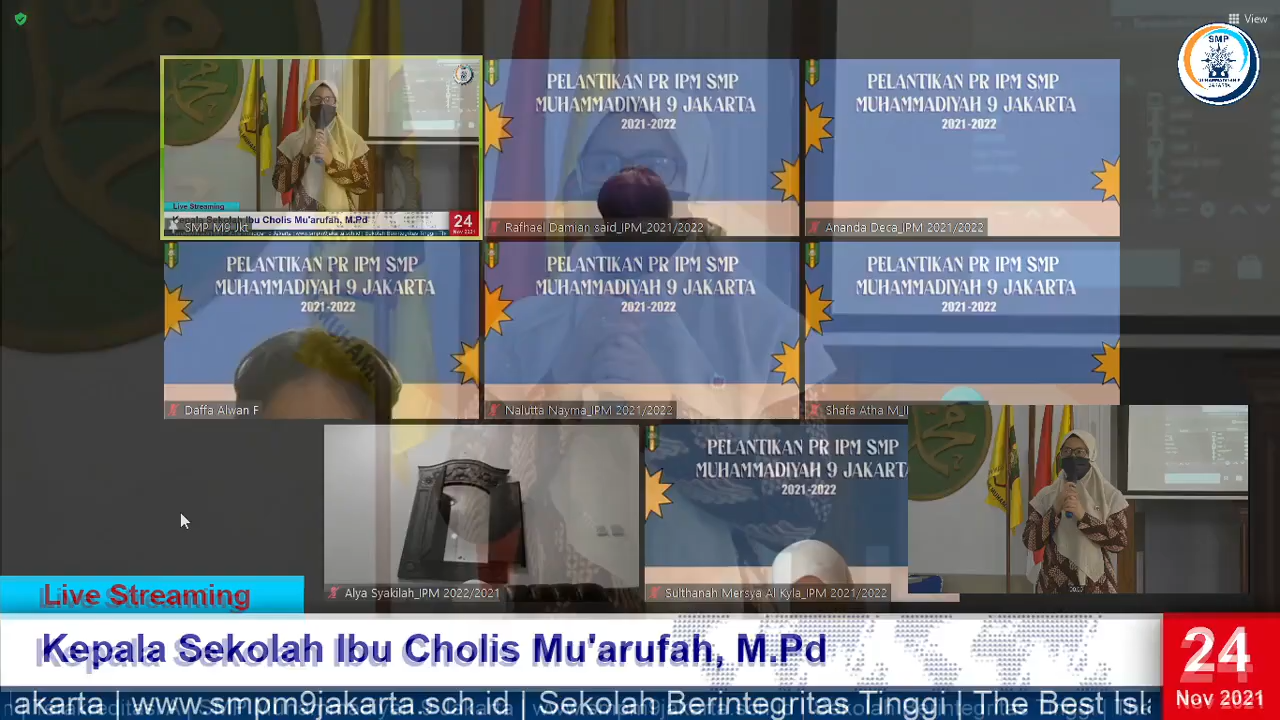 View
SMP
PELANTIKAN PR IPM SMP
MUHAMMADIYAH 9 JAKARTA
2021-2022
PELANTIKAN PR IPM SMP
MUHAMMADIYAH 9 JAKARTA
2021-2022
Live Streaming
Kepala Sekolah Ibu Cholis Mu'arufah, M.Pd
24
Nov 2021
SMP M9 Jkt
Rafhael Damian said_IPM_2021/2022
Ananda Deca_IPM 2021/2022
PELANTIKAN PR IPM SMP
MUHAMMADIYAH 9 JAKARTA
2021-2022
PELANTIKAN PR IPM SMP
MUHAMMADIYAH 9 JAKARTA
2021-2022
PELANTIKAN PR IPM SMP
MUHAMMADIYAH 9 JAKARTA
2021-2022
Daffa Alwan F
Nalutta Nayma_IPM 2021/2022
Shafa Atha M_I
PELANTIKAN PR IPM SMP
MUHAMMADIYAH 9 JAKARTA
2021-2022
Alya Syakilah_IPM 2022/2021
Sulthanah Mersya Al Kyla_IPM 2021/2022
Live Streaming
Kepala Sekolah Ibu Cholis Mu'arufah, M.Pd
24
Nov 2021
akarta | www.smpm9jakarta.sch.id | Sekolah Berintegritas Tinggi | The Best Isk